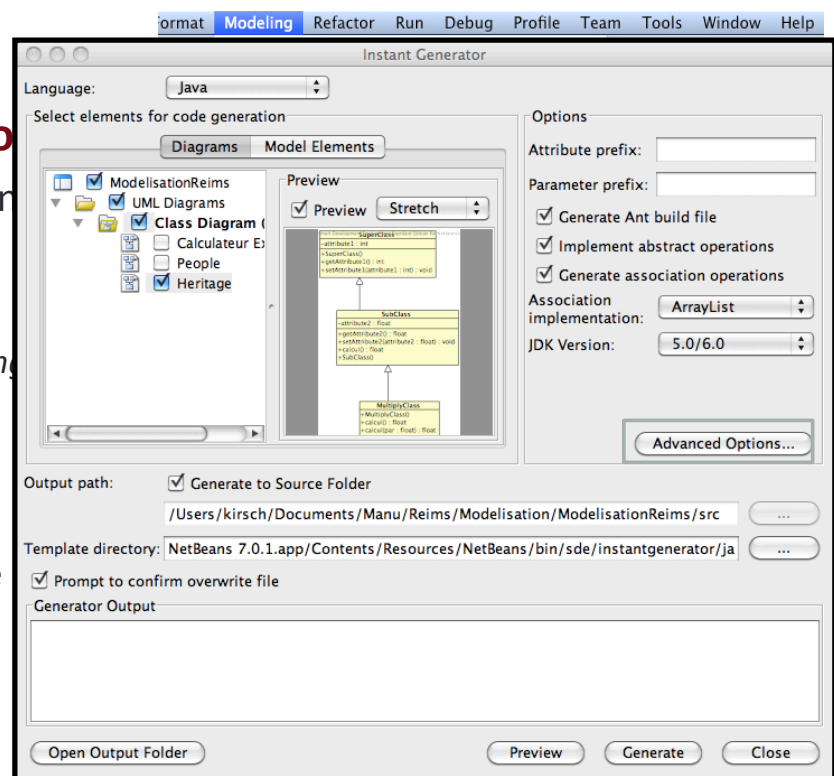 Format Modeling Refactor Run Debug Profile Team Tools Window Help
Instant Generator
Language: Java
Select elements for code generation
Diagrams Model Elements
ModelisationReims
UML Diagrams
Class Diagram (
Calculateur Ex
People
Heritage
Preview
Preview Stretch
SuperClass
-attribute1 : int
+SuperClass()
+getAttribute1() : int
+setAttribute1(attribute1 : int) : void
SubClass
-attribute2 : float
+getAttribute2() : float
+setAttribute2(attribute2 : float) : void
+calcul() : float
+SubClass()
MultiplyClass
+MultiplyClass()
+calcul() : float
+calcul(par : float) : float
Options
Attribute prefix:
Parameter prefix:
Generate Ant build file
Implement abstract operations
Generate association operations
Association implementation: ArrayList
JDK Version: 5.0/6.0
Advanced Options...
Output path: Generate to Source Folder
/Users/kirsch/Documents/Manu/Reims/Modelisation/ModelisationReims/src ...
Template directory: NetBeans 7.0.1.app/Contents/Resources/NetBeans/bin/sde/instantgenerator/ja ...
Prompt to confirm overwrite file
Generator Output
Open Output Folder Preview Generate Close